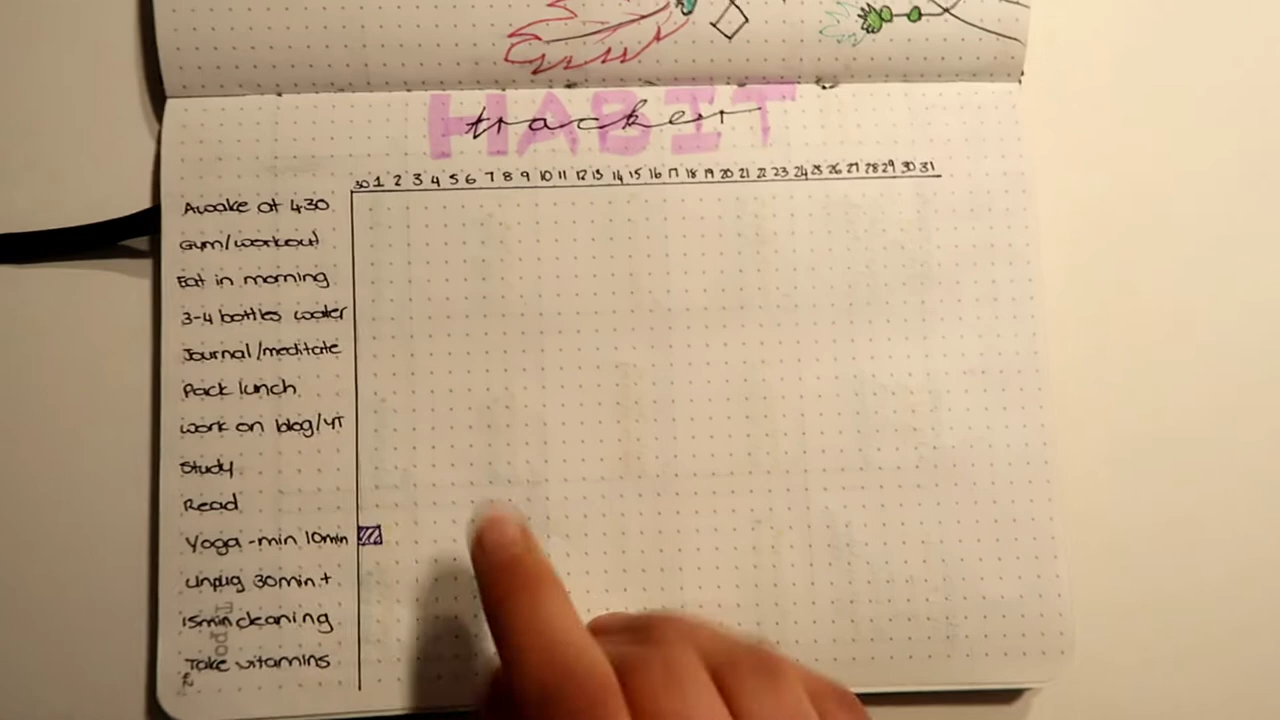 HABIT
tracker
30 1 2 3 4 5 6 7 8 9 10 11 12 13 14 15 16 17 18 19 20 21 22 23 24 25 26 27 28 29 30 31
Awake at 430
Gym/workout
Eat in morning
3-4 bottles water
Journal/meditate
Pack lunch
Work on blog/YT
Study
Read
Yoga -min 10min
Unplug 30min+
15min cleaning
Take vitamins